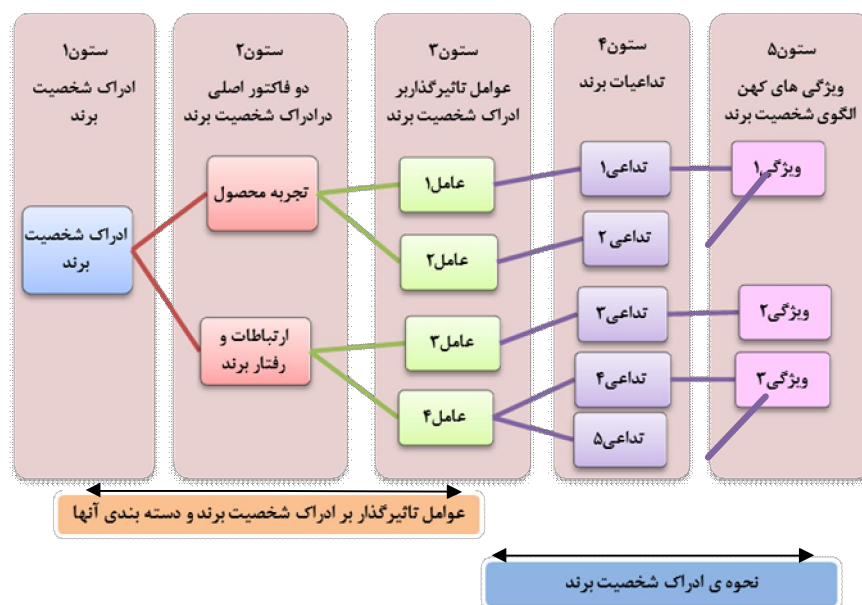 ستون۱
ادراک شخصیت
برند
ستون۲
دو فاکتور اصلی
درادراک شخصیت برند
ستون۳
عوامل تاثیرگذاربر
ادراک شخصیت برند
ستون۴
تداعیات برند
ستون۵
ویژگی های کهن
الگوی شخصیت برند
ادراک شخصیت
برند
تجربه محصول
ارتباطات و
رفتار برند
عامل۱
عامل۲
عامل۳
عامل۴
تداعی۱
تداعی۲
تداعی۳
تداعی۴
تداعی۵
ویژگی۱
ویژگی۲
ویژگی۳
عوامل تاثیرگذار بر ادراک شخصیت برند و دسته بندی آنها
نحوه ی ادراک شخصیت برند